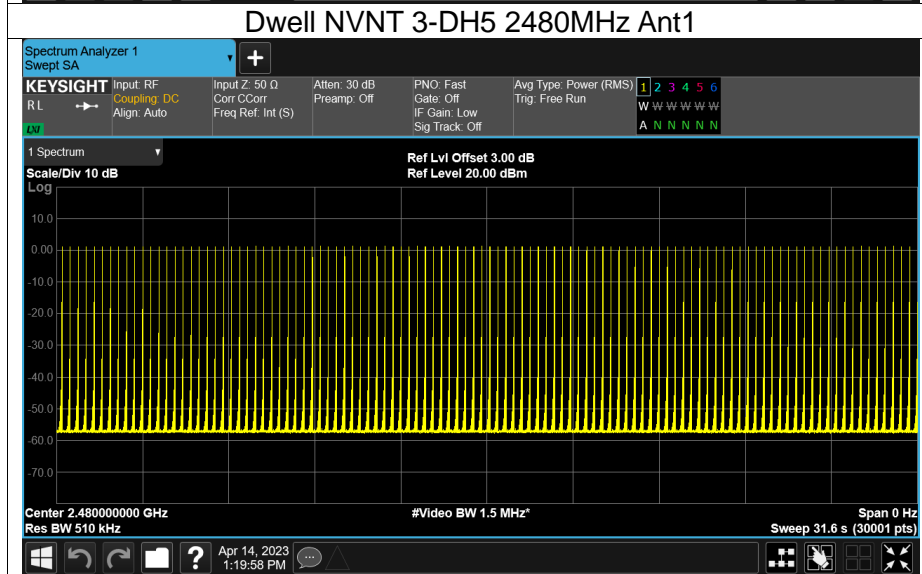 Dwell NVNT 3-DH5 2480MHz Ant1
Spectrum Analyzer 1
Swept SA
+
KEYSIGHT
R L
LXI
Input: RF
Coupling: DC
Align: Auto
Input Z: 50 Ω
Corr CCorr
Freq Ref: Int (S)
Atten: 30 dB
Preamp: Off
PNO: Fast
Gate: Off
IF Gain: Low
Sig Track: Off
Avg Type: Power (RMS)
Trig: Free Run
1 2 3 4 5 6
W W W W W W
A N N N N N
1 Spectrum
Scale/Div 10 dB
Ref Lvl Offset 3.00 dB
Ref Level 20.00 dBm
Log
10.0
0.00
-10.0
-20.0
-30.0
-40.0
-50.0
-60.0
-70.0
Center 2.480000000 GHz
#Video BW 1.5 MHz*
Span 0 Hz
Res BW 510 kHz
Sweep 31.6 s (30001 pts)
?
Apr 14, 2023
1:19:58 PM